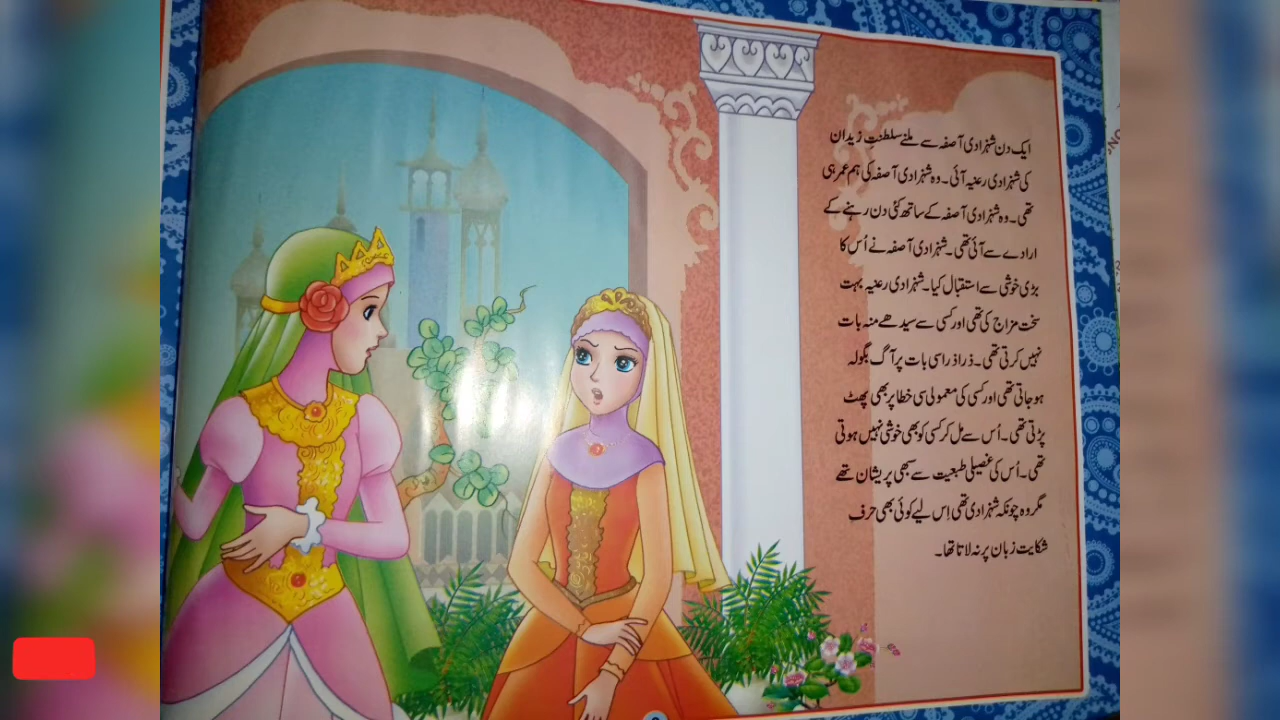 ایک دن شہزادی آصفہ سے ملنے سلطنتِ زیدان
کی شہزادی رعنیہ آئی۔ وہ شہزادی آصفہ کی ہم عمر ہی
تھی۔ وہ شہزادی آصفہ کے ساتھ کئی دن رہنے کے
ارادے سے آئی تھی۔ شہزادی آصفہ نے اُس کا
بڑی خوشی سے استقبال کیا۔ شہزادی رعنیہ بہت
سخت مزاج کی تھی اور کسی سے سیدھے منہ بات
نہیں کرتی تھی۔ ذرا ذرا سی بات پر آگ بگولہ
ہوجاتی تھی اور کسی کی معمولی سی خطا پر بھی پھٹ
پڑتی تھی۔ اُس سے مل کر کسی کو بھی خوشی نہیں ہوتی
تھی۔ اُس کی غصیلی طبعیت سے سبھی پریشان تھے
مگر وہ چونکہ شہزادی تھی اِس لیے کوئی بھی حرفِ
شکایت زبان پر نہ لاتا تھا۔